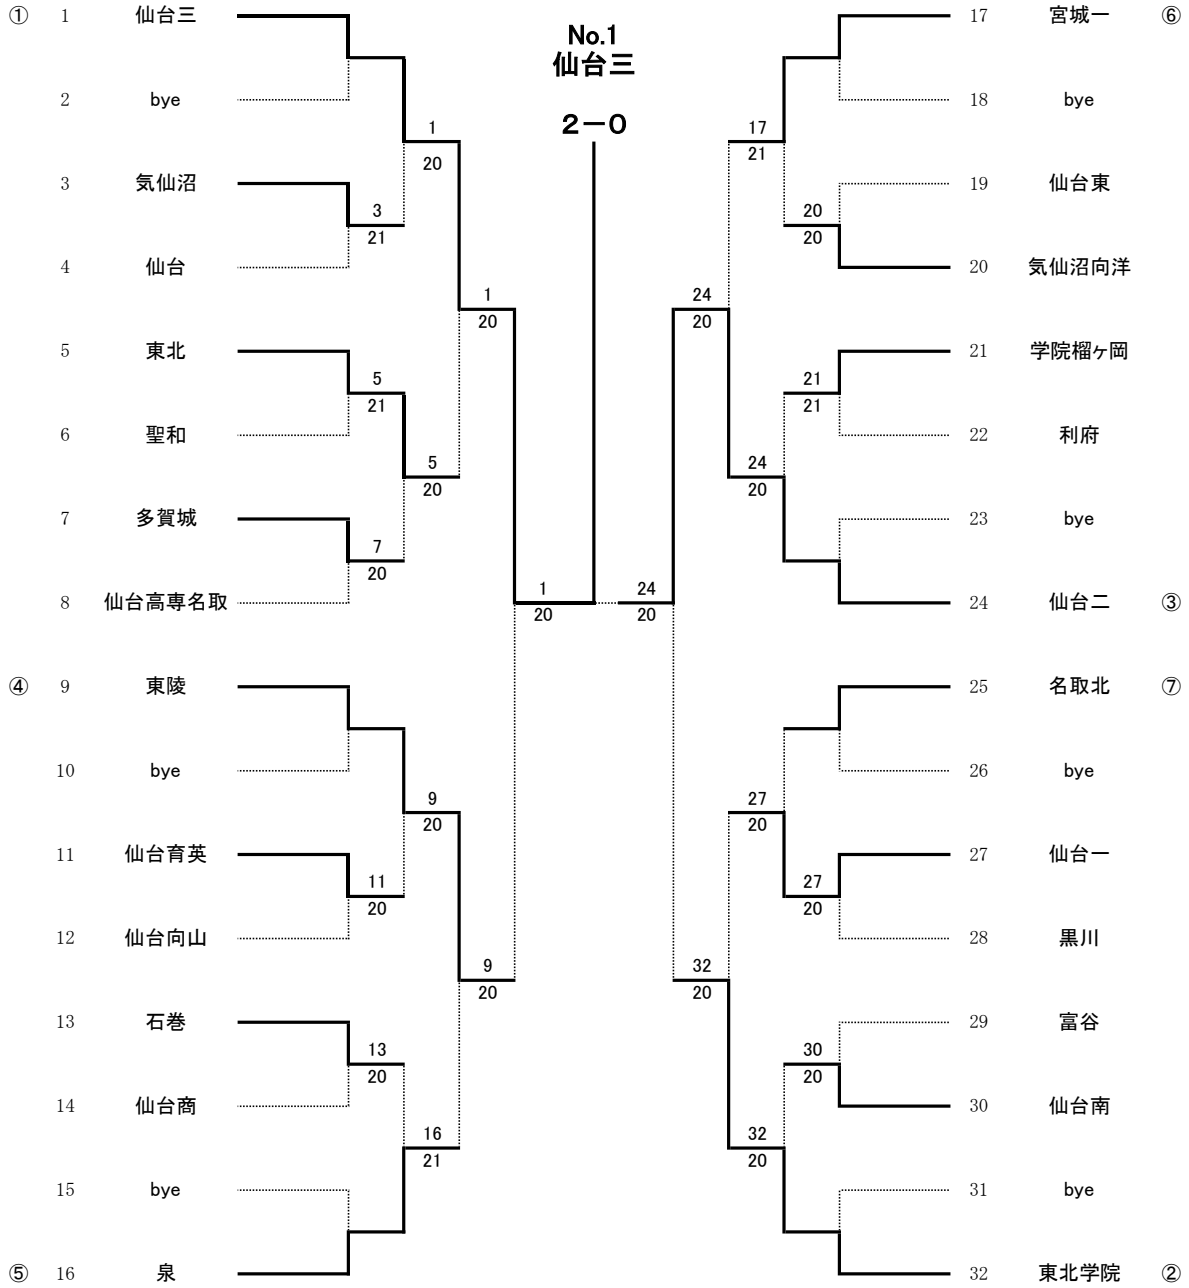 ① 1 仙台三
2 bye
3 気仙沼
4 仙台
5 東北
6 聖和
7 多賀城
8 仙台高専名取
④ 9 東陵
10 bye
11 仙台育英
12 仙台向山
13 石巻
14 仙台商
15 bye
⑤ 16 泉
3
21
5
21
7
20
11
20
13
20
1
20
5
20
9
20
16
21
1
20
9
20
1
20
No.1
仙台三
2－0
24
20
24
20
32
20
17
21
24
20
27
20
32
20
20
20
21
21
27
20
30
20
17 宮城一 ⑥
18 bye
19 仙台東
20 気仙沼向洋
21 学院榴ヶ岡
22 利府
23 bye
24 仙台二 ③
25 名取北 ⑦
26 bye
27 仙台一
28 黒川
29 富谷
30 仙台南
31 bye
32 東北学院 ②